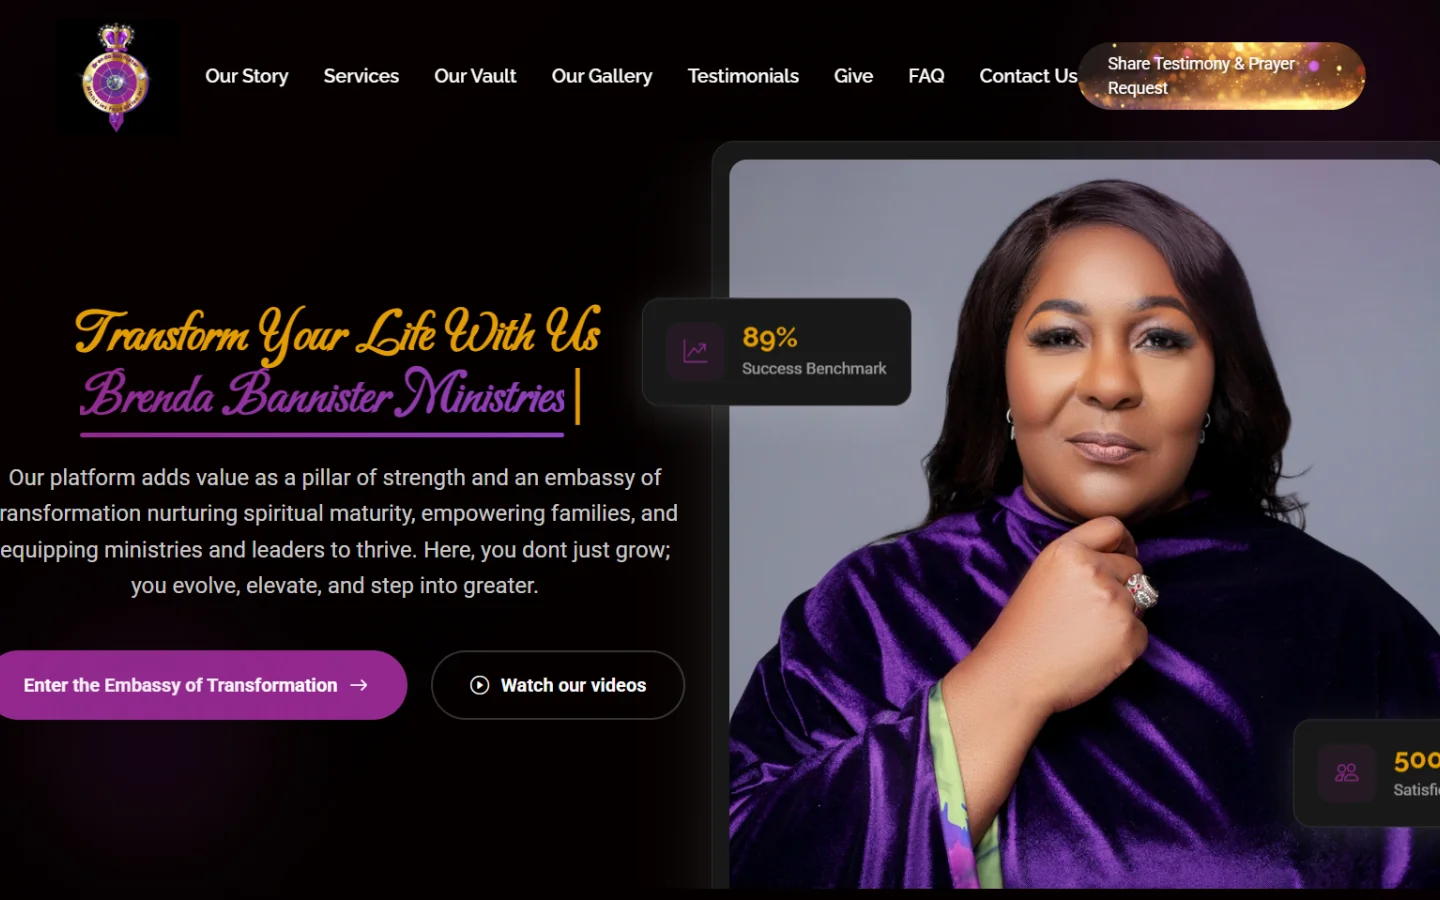 Our Story
Services
Our Vault
Our Gallery
Testimonials
Give
FAQ
Contact Us
Share Testimony & Prayer
Request
Transform Your Life With Us
Brenda Bannister Ministries
Our platform adds value as a pillar of strength and an embassy of
ransformation nurturing spiritual maturity, empowering families, and
equipping ministries and leaders to thrive. Here, you dont just grow;
you evolve, elevate, and step into greater.
Enter the Embassy of Transformation
Watch our videos
89%
Success Benchmark
500